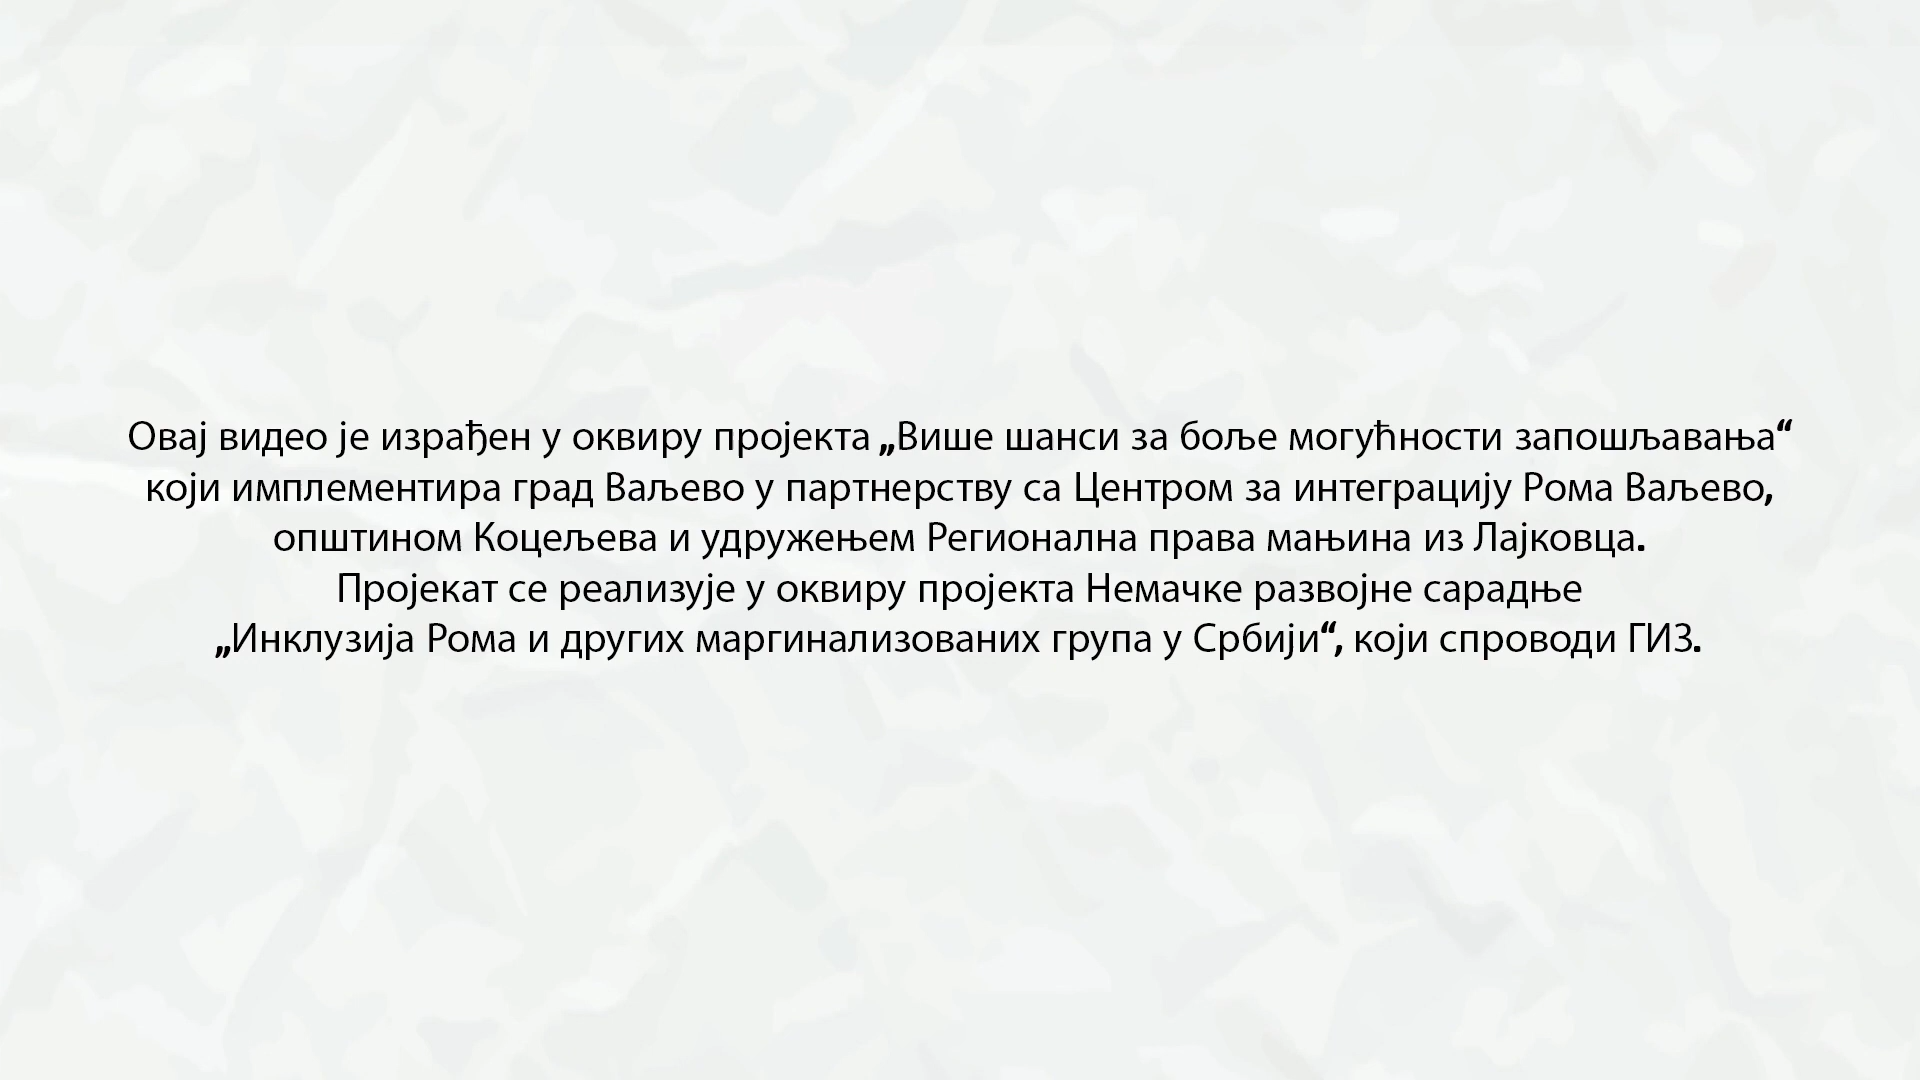 Овај видео је израђен у оквиру пројекта „Више шанси за боље могућности запошљавања“
који имплементира град Ваљево у партнерству са Центром за интеграцију Рома Ваљево,
општином Коцељева и удружењем Регионална права мањина из Лајковца.
Пројекат се реализује у оквиру пројекта Немачке развојне сарадње
„Инклузија Рома и других маргинализованих група у Србији“, који спроводи ГИЗ.